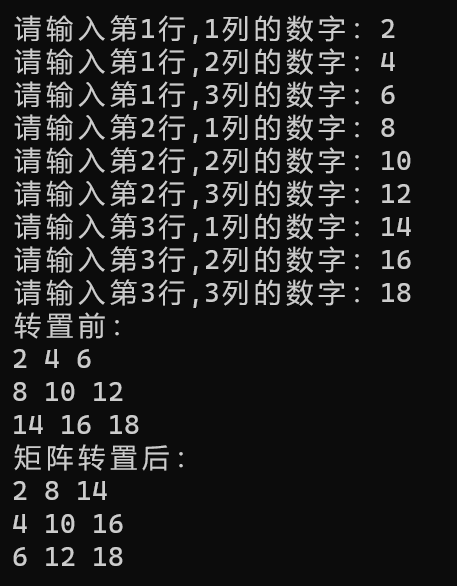 请输入第1行,1列的数字: 2
请输入第1行,2列的数字: 4
请输入第1行,3列的数字: 6
请输入第2行,1列的数字: 8
请输入第2行,2列的数字: 10
请输入第2行,3列的数字: 12
请输入第3行,1列的数字: 14
请输入第3行,2列的数字: 16
请输入第3行,3列的数字: 18
转置前:
2 4 6
8 10 12
14 16 18
矩阵转置后:
2 8 14
4 10 16
6 12 18